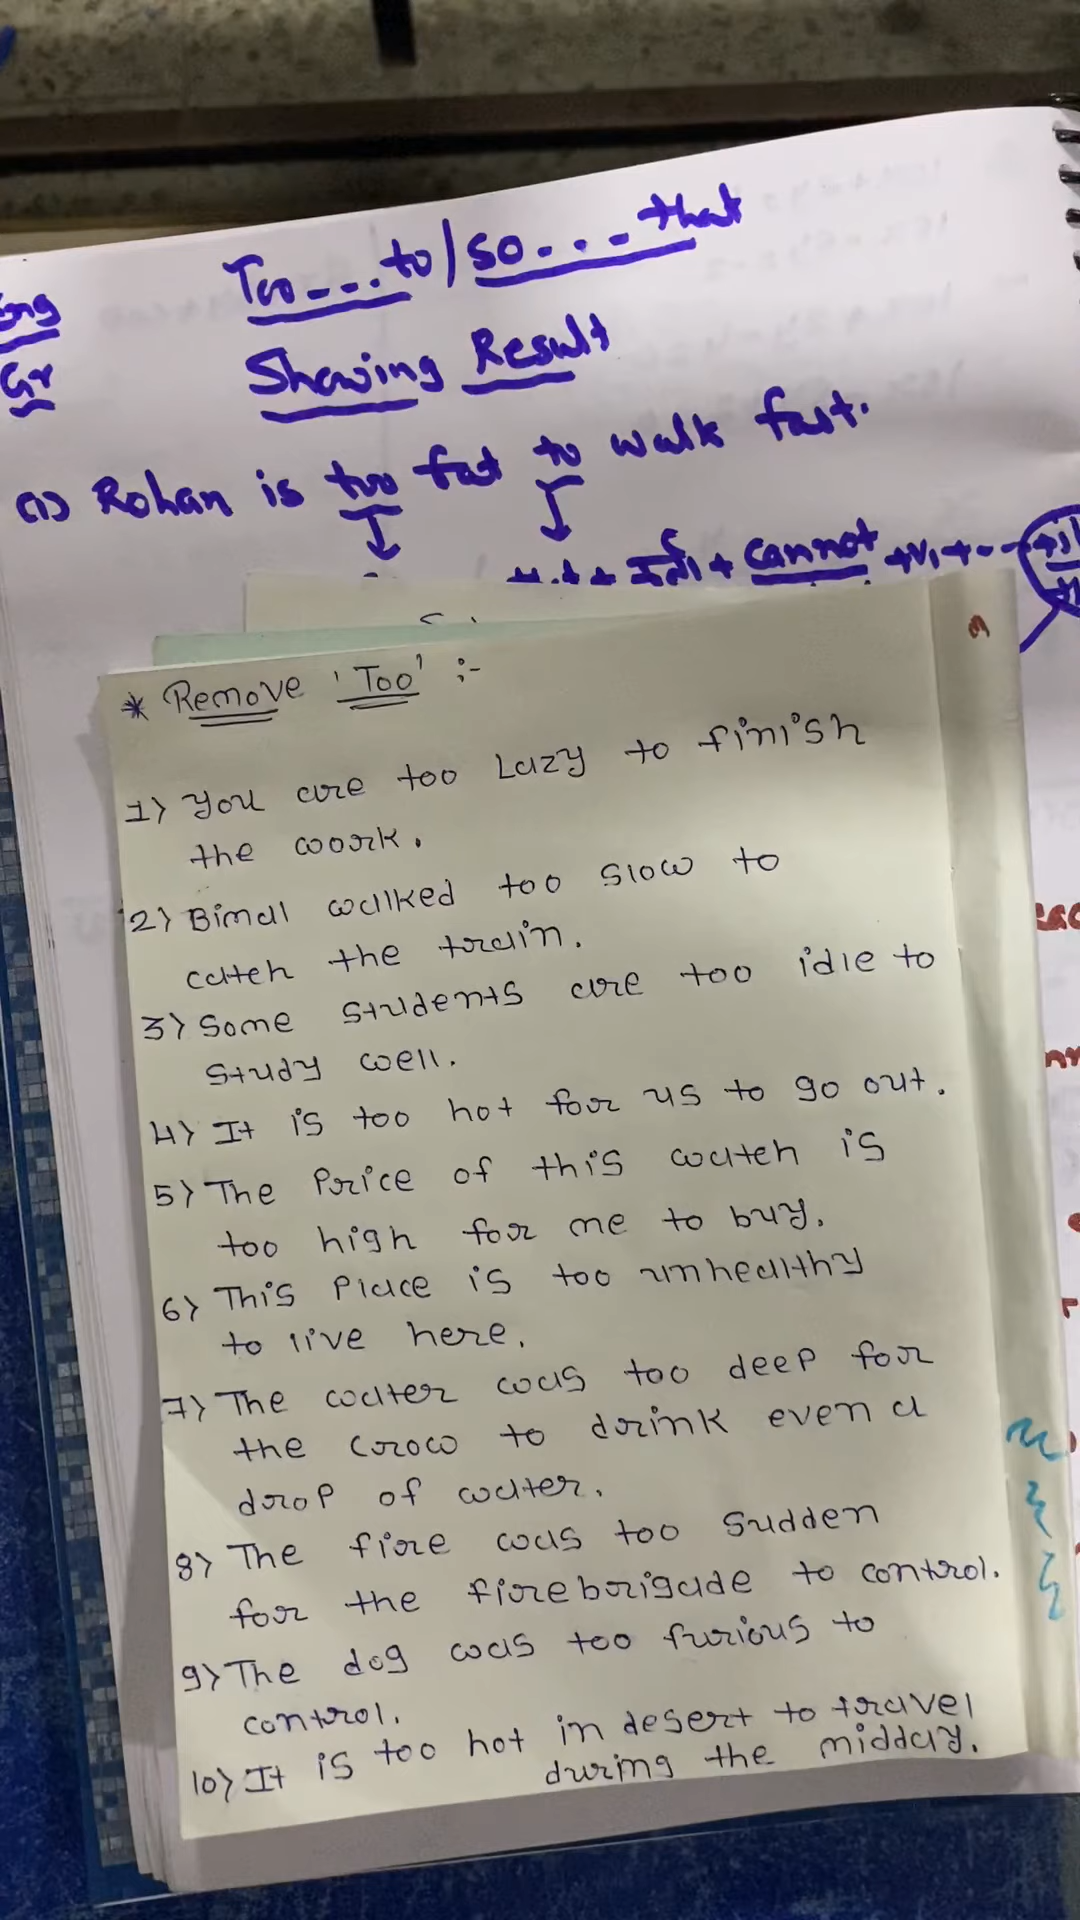 Eng
Gr
Too---to/so...that
Showing Result
(1) Rohan is too fat to walk fast.
+ cannot + V1 + --
* Remove 'Too' :-
1) You are too Lazy to finish
the work.
2) Bimal walked too slow to
catch the train.
3) Some students are too idle to
study well.
4) It is too hot for us to go out.
5) The Price of this watch is
too high for me to buy.
6) This Place is too unhealthy
to live here.
7) The water was too deep for
the crow to drink even a
drop of water.
8) The fire was too sudden
for the firebrigade to control.
9) The dog was too furious to
control.
10) It is too hot in desert to travel
during the midday.